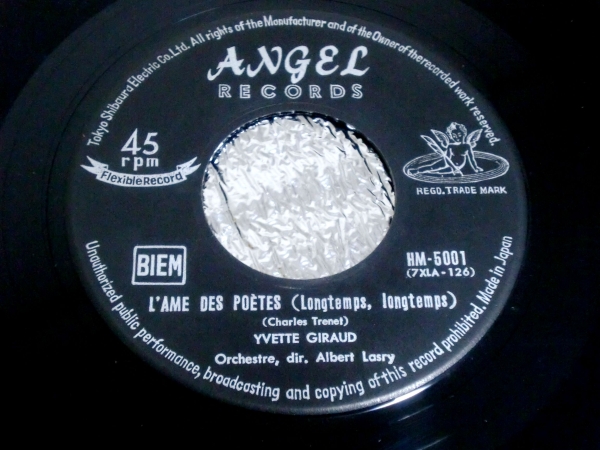 Tokyo Shibaura Electric Co. Ltd. All rights of the Manufacturer and of the Owner of the recorded work reserved.
ANGEL
RECORDS
45
rpm
Flexible Record
REGD. TRADE MARK
BIEM
HM-5001
(7XLA-126)
L'AME DES POÈTES (Longtemps, longtemps)
(Charles Trenet)
YVETTE GIRAUD
Orchestre, dir. Albert Lasry
Unauthorized public performance, broadcasting and copying of this record prohibited. Made in Japan